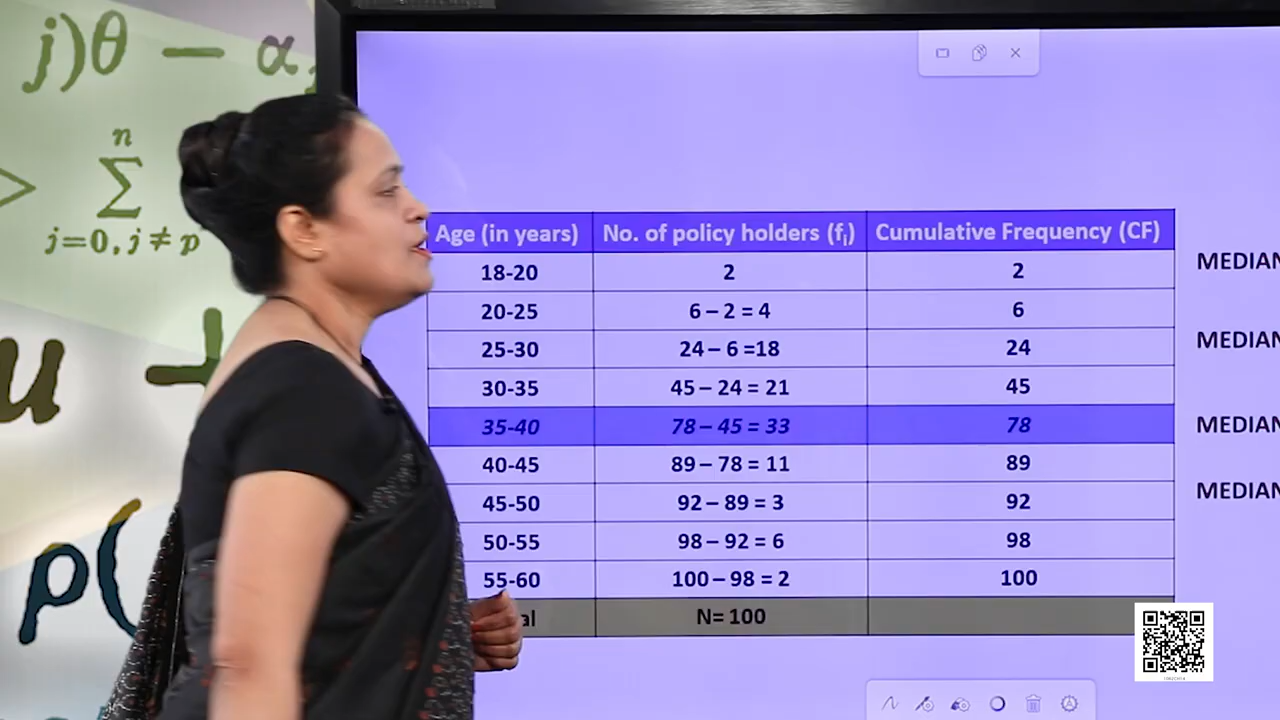 j)θ − α,
n
> ∑
j=0, j ≠ p
u +
p(
Age (in years) No. of policy holders (fᵢ) Cumulative Frequency (CF)
18-20 2 2
20-25 6 – 2 = 4 6
25-30 24 – 6 =18 24
30-35 45 – 24 = 21 45
35-40 78 – 45 = 33 78
40-45 89 – 78 = 11 89
45-50 92 – 89 = 3 92
50-55 98 – 92 = 6 98
55-60 100 – 98 = 2 100
al N= 100
MEDIAN
MEDIAN
MEDIAN
MEDIAN